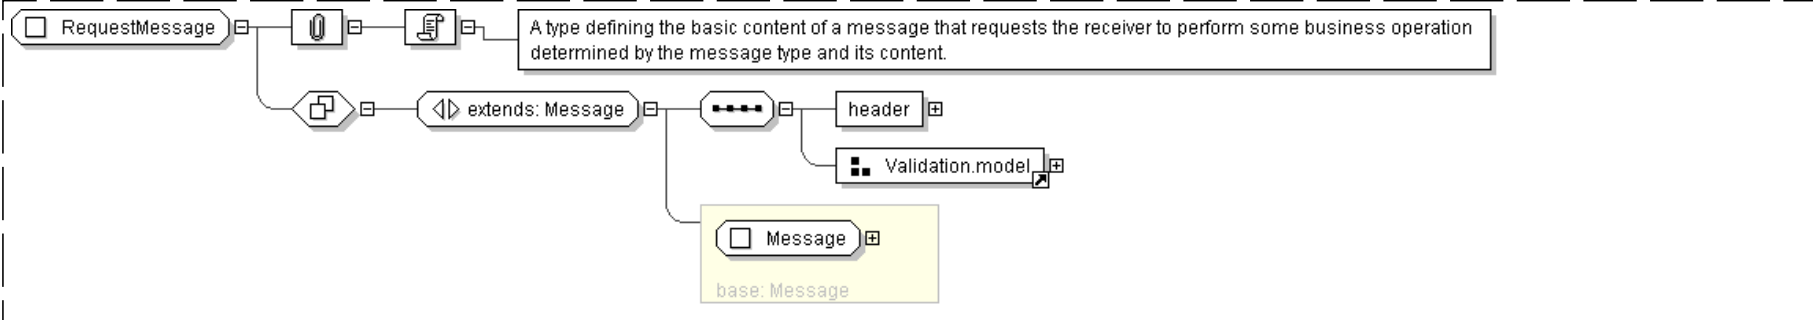 RequestMessage
A type defining the basic content of a message that requests the receiver to perform some business operation
determined by the message type and its content.
extends: Message
header
Validation.model
Message
base: Message